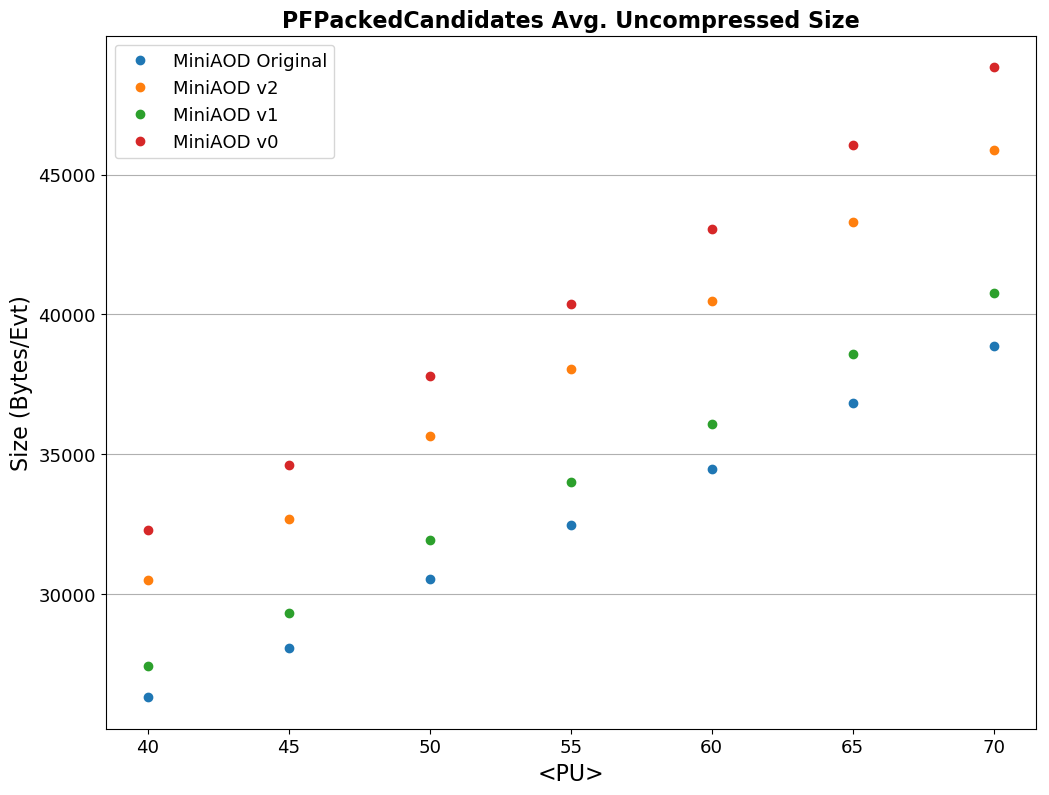 PFPackedCandidates Avg. Uncompressed Size
MiniAOD Original
MiniAOD v2
MiniAOD v1
MiniAOD v0
45000
40000
35000
30000
Size (Bytes/Evt)
40 45 50 55 60 65 70
<PU>